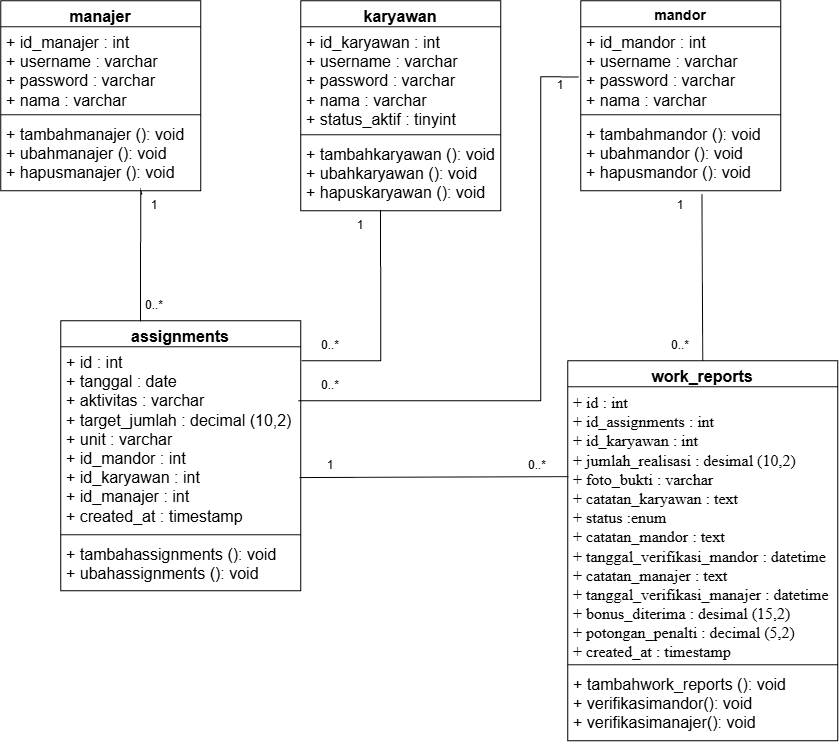 manajer
+ id_manajer : int
+ username : varchar
+ password : varchar
+ nama : varchar
+ tambahmanajer (): void
+ ubahmanajer (): void
+ hapusmanajer (): void
karyawan
+ id_karyawan : int
+ username : varchar
+ password : varchar
+ nama : varchar
+ status_aktif : tinyint
+ tambahkaryawan (): void
+ ubahkaryawan (): void
+ hapuskaryawan (): void
mandor
+ id_mandor : int
+ username : varchar
+ password : varchar
+ nama : varchar
+ tambahmandor (): void
+ ubahmandor (): void
+ hapusmandor (): void
1
1
1
1
0..*
0..*
0..*
0..*
1
0..*
assignments
+ id : int
+ tanggal : date
+ aktivitas : varchar
+ target_jumlah : decimal (10,2)
+ unit : varchar
+ id_mandor : int
+ id_karyawan : int
+ id_manajer : int
+ created_at : timestamp
+ tambahassignments (): void
+ ubahassignments (): void
work_reports
+ id : int
+ id_assignments : int
+ id_karyawan : int
+ jumlah_realisasi : desimal (10,2)
+ foto_bukti : varchar
+ catatan_karyawan : text
+ status :enum
+ catatan_mandor : text
+ tanggal_verifikasi_mandor : datetime
+ catatan_manajer : text
+ tanggal_verifikasi_manajer : datetime
+ bonus_diterima : desimal (15,2)
+ potongan_penalti : decimal (5,2)
+ created_at : timestamp
+ tambahwork_reports (): void
+ verifikasimandor(): void
+ verifikasimanajer(): void